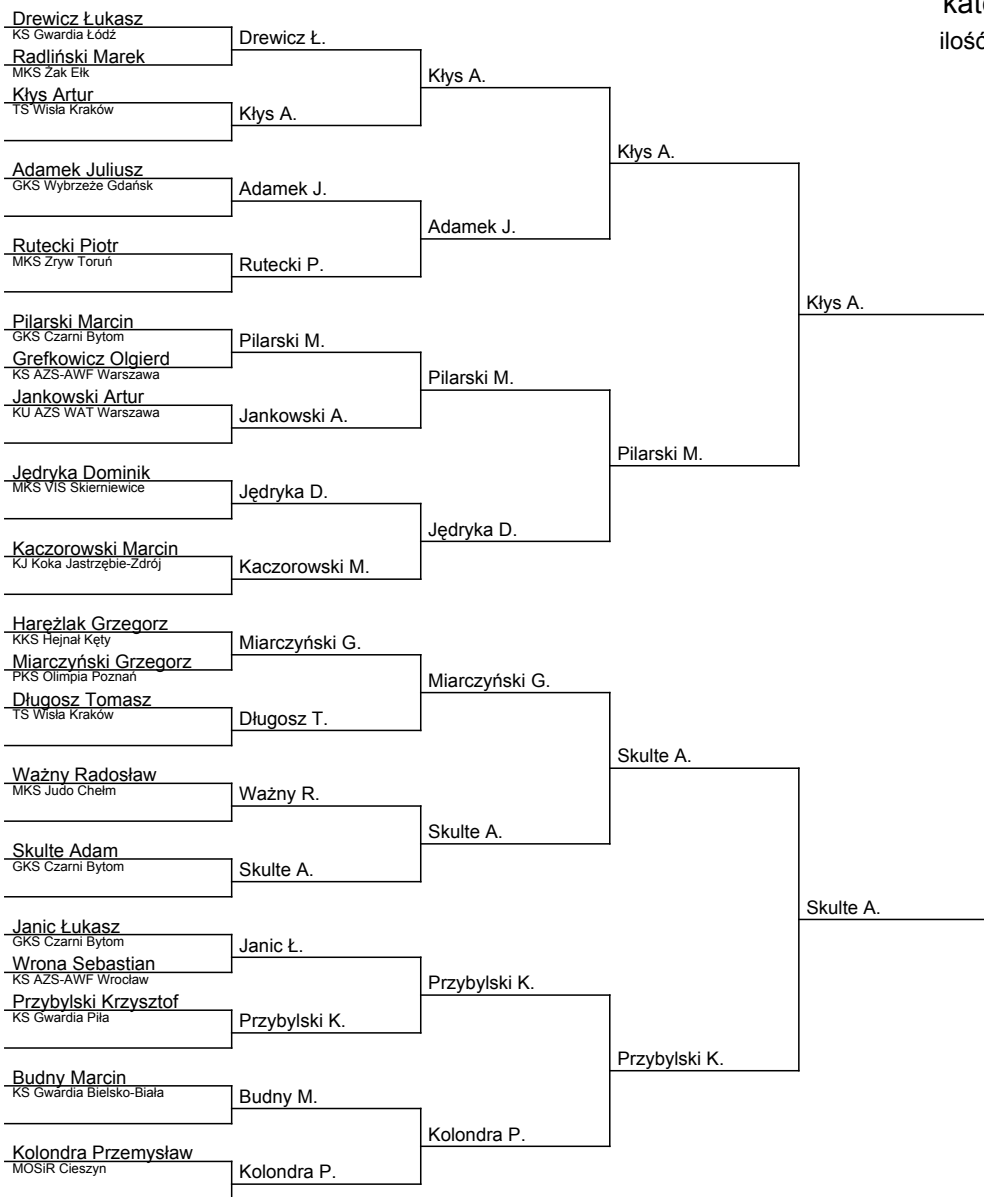 kate
ilość
Drewicz Łukasz
KS Gwardia Łódź
Radliński Marek
MKS Żak Ełk
Kłys Artur
TS Wisła Kraków
Adamek Juliusz
GKS Wybrzeże Gdańsk
Rutecki Piotr
MKS Zryw Toruń
Pilarski Marcin
GKS Czarni Bytom
Grefkowicz Olgierd
KS AZS-AWF Warszawa
Jankowski Artur
KU AZS WAT Warszawa
Jędryka Dominik
MKS VIS Skierniewice
Kaczorowski Marcin
KJ Koka Jastrzębie-Zdrój
Harężlak Grzegorz
KKS Hejnał Kęty
Miarczyński Grzegorz
PKS Olimpia Poznań
Długosz Tomasz
TS Wisła Kraków
Ważny Radosław
MKS Judo Chełm
Skulte Adam
GKS Czarni Bytom
Janic Łukasz
GKS Czarni Bytom
Wrona Sebastian
KS AZS-AWF Wrocław
Przybylski Krzysztof
KS Gwardia Piła
Budny Marcin
KS Gwardia Bielsko-Biała
Kolondra Przemysław
MOSiR Cieszyn
Drewicz Ł.
Kłys A.
Adamek J.
Rutecki P.
Pilarski M.
Jankowski A.
Jędryka D.
Kaczorowski M.
Miarczyński G.
Długosz T.
Ważny R.
Skulte A.
Janic Ł.
Przybylski K.
Budny M.
Kolondra P.
Kłys A.
Adamek J.
Pilarski M.
Jędryka D.
Miarczyński G.
Skulte A.
Przybylski K.
Kolondra P.
Kłys A.
Pilarski M.
Skulte A.
Przybylski K.
Kłys A.
Skulte A.